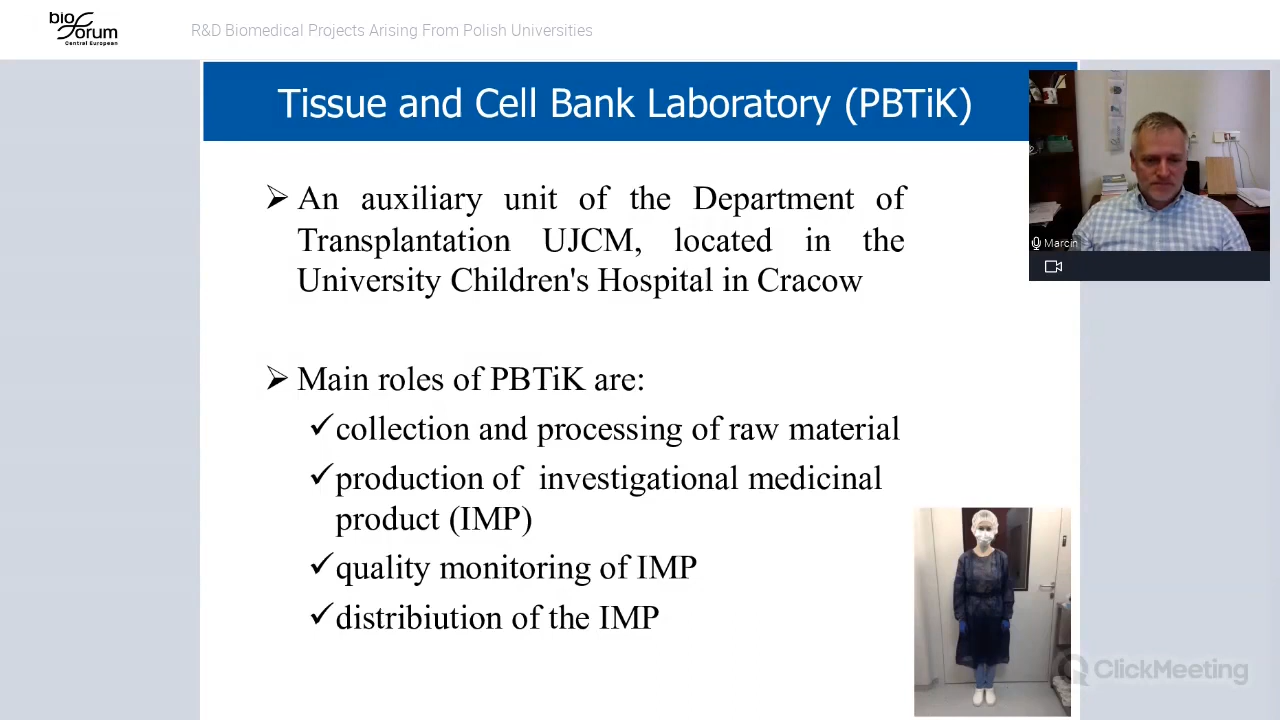 bio
Forum
Central European
R&D Biomedical Projects Arising From Polish Universities
Tissue and Cell Bank Laboratory (PBTiK)
An auxiliary unit of the Department of
Transplantation UJCM, located in the
University Children's Hospital in Cracow
Main roles of PBTiK are:
collection and processing of raw material
production of investigational medicinal
product (IMP)
quality monitoring of IMP
distribiution of the IMP
Marcin
ClickMeeting